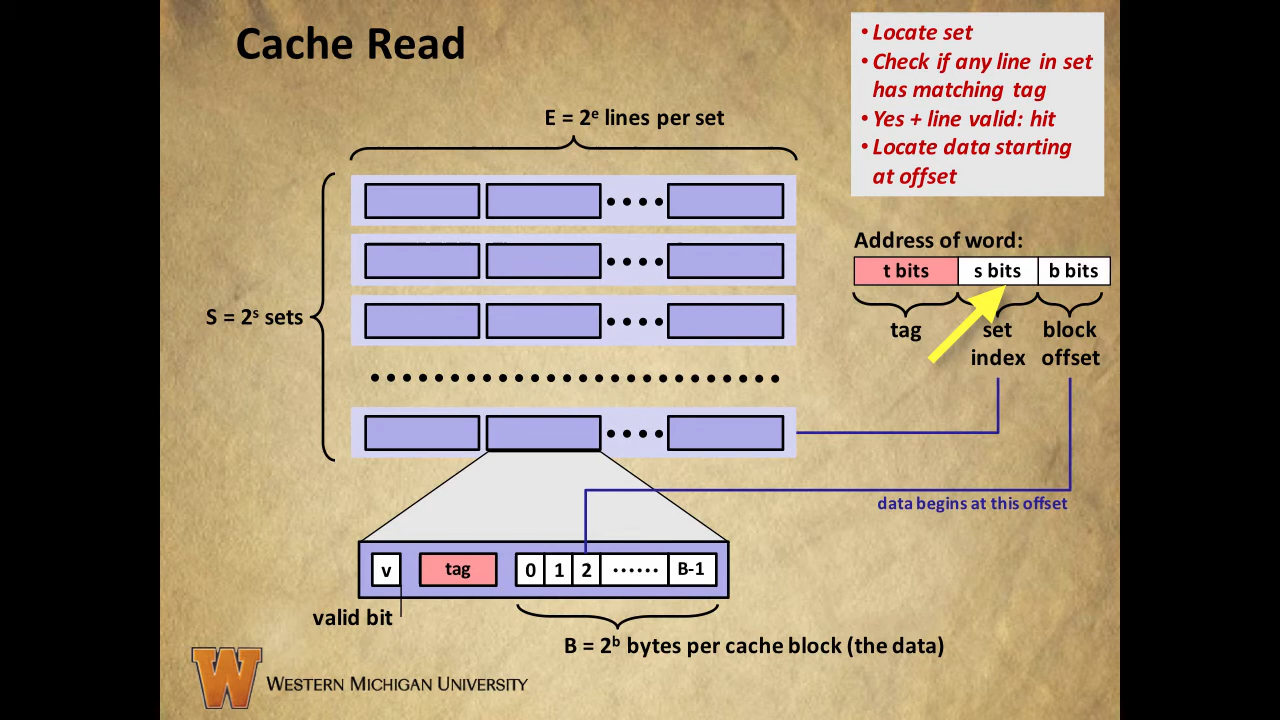 Cache Read
• Locate set
• Check if any line in set
has matching tag
• Yes + line valid: hit
• Locate data starting
at offset
E = 2ᵉ lines per set
S = 2ˢ sets
Address of word:
t bits s bits b bits
tag set index block offset
data begins at this offset
v tag 0 1 2 •••••• B-1
valid bit
B = 2ᵇ bytes per cache block (the data)
W WESTERN MICHIGAN UNIVERSITY